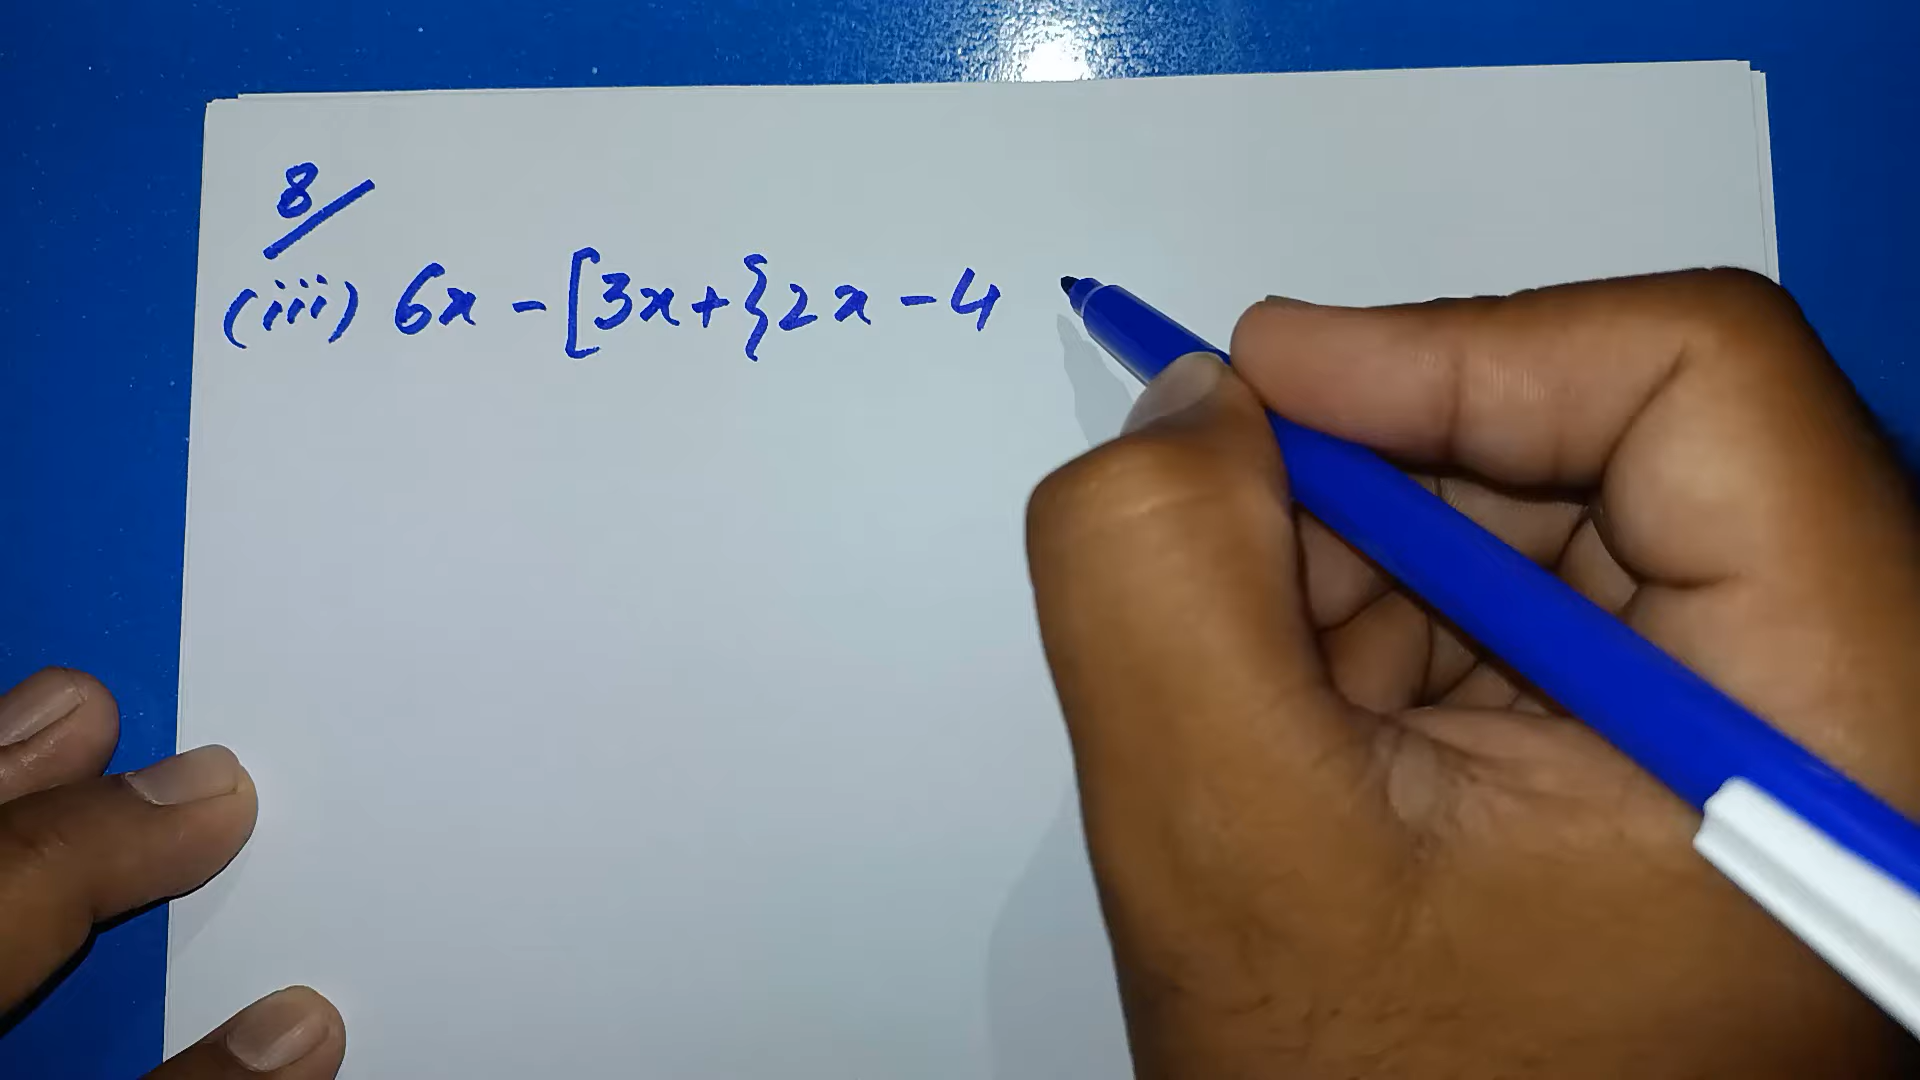 8/
(iii) 6x - [3x + }2x - 4